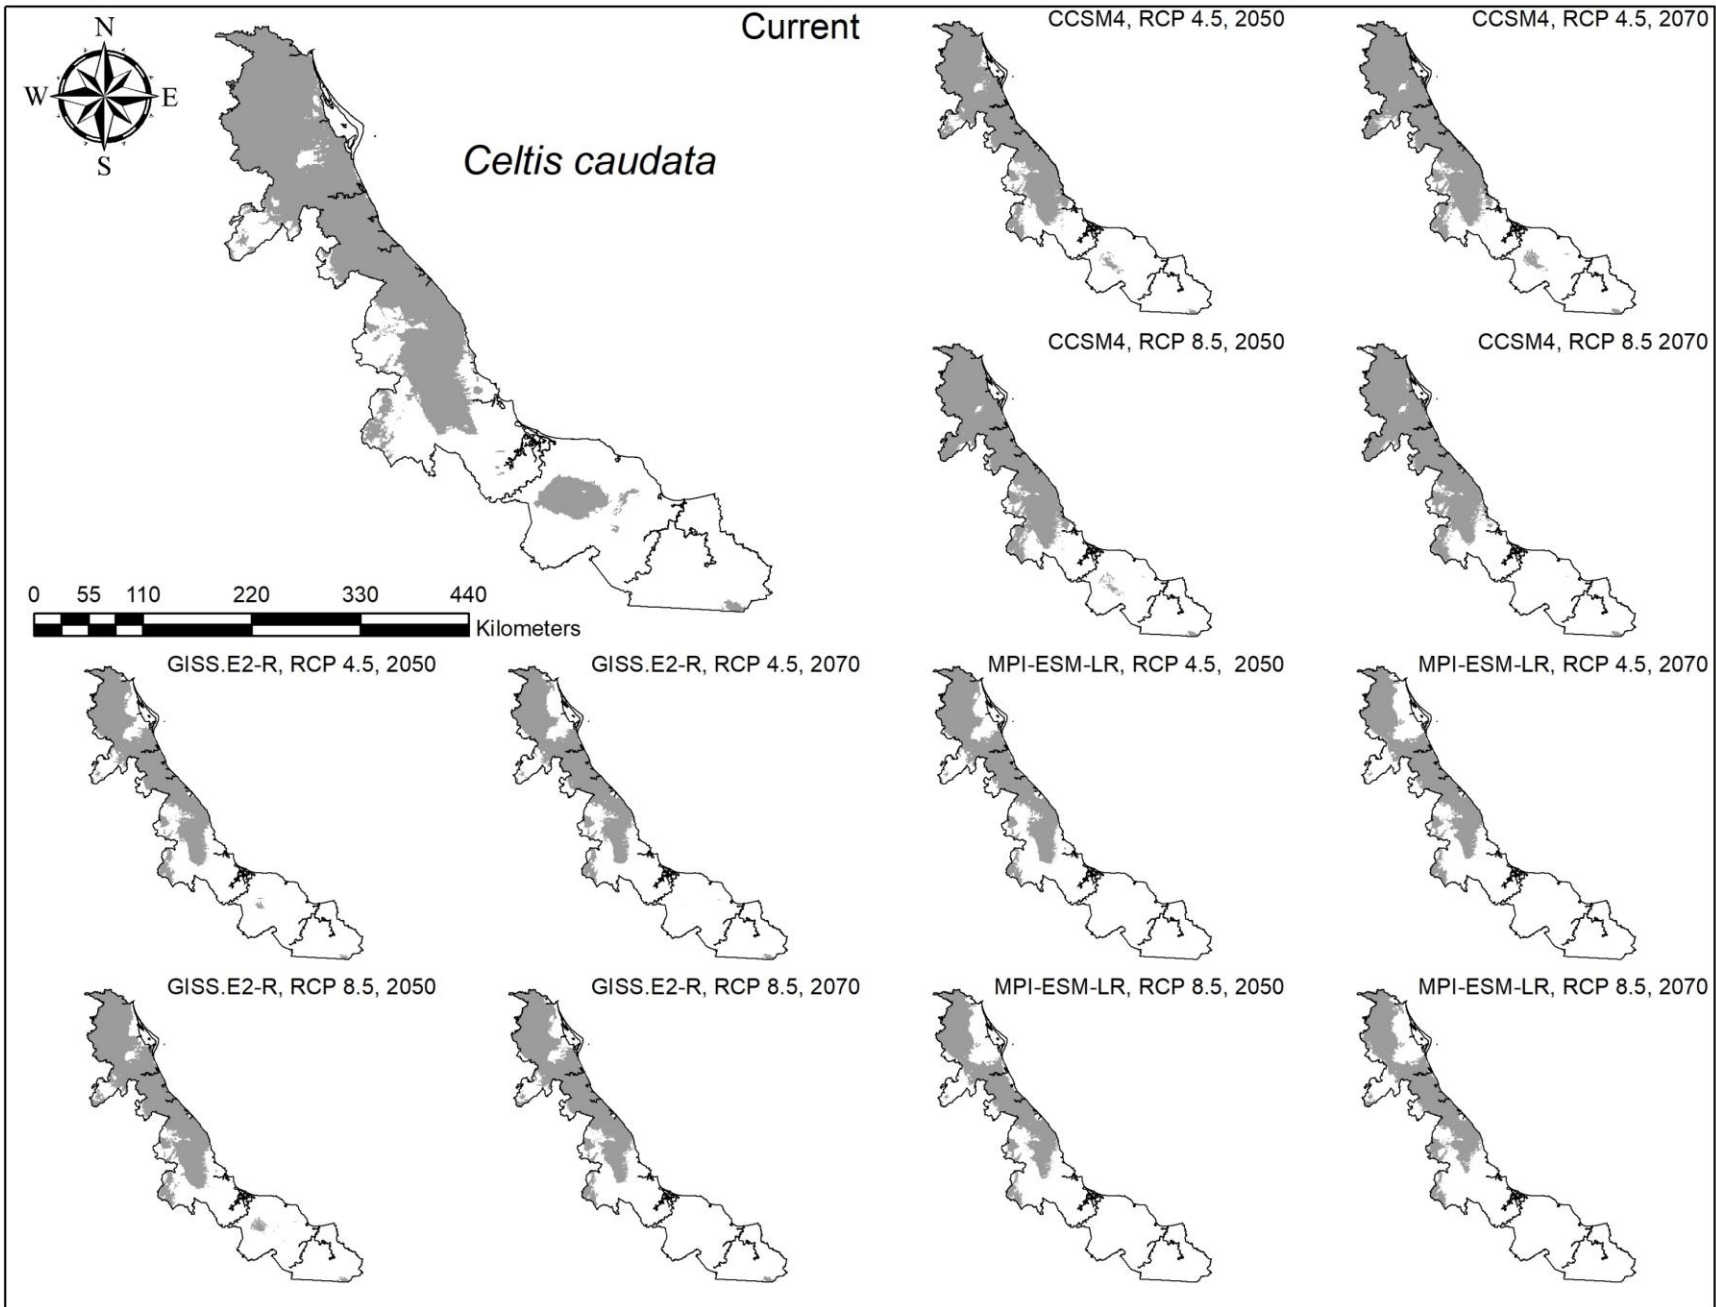 Current
CCSM4, RCP 4.5, 2050
CCSM4, RCP 4.5, 2070
N
W
E
S
Celtis caudata
CCSM4, RCP 8.5, 2050
CCSM4, RCP 8.5 2070
0 55 110 220 330 440
Kilometers
GISS.E2-R, RCP 4.5, 2050
GISS.E2-R, RCP 4.5, 2070
MPI-ESM-LR, RCP 4.5, 2050
MPI-ESM-LR, RCP 4.5, 2070
GISS.E2-R, RCP 8.5, 2050
GISS.E2-R, RCP 8.5, 2070
MPI-ESM-LR, RCP 8.5, 2050
MPI-ESM-LR, RCP 8.5, 2070